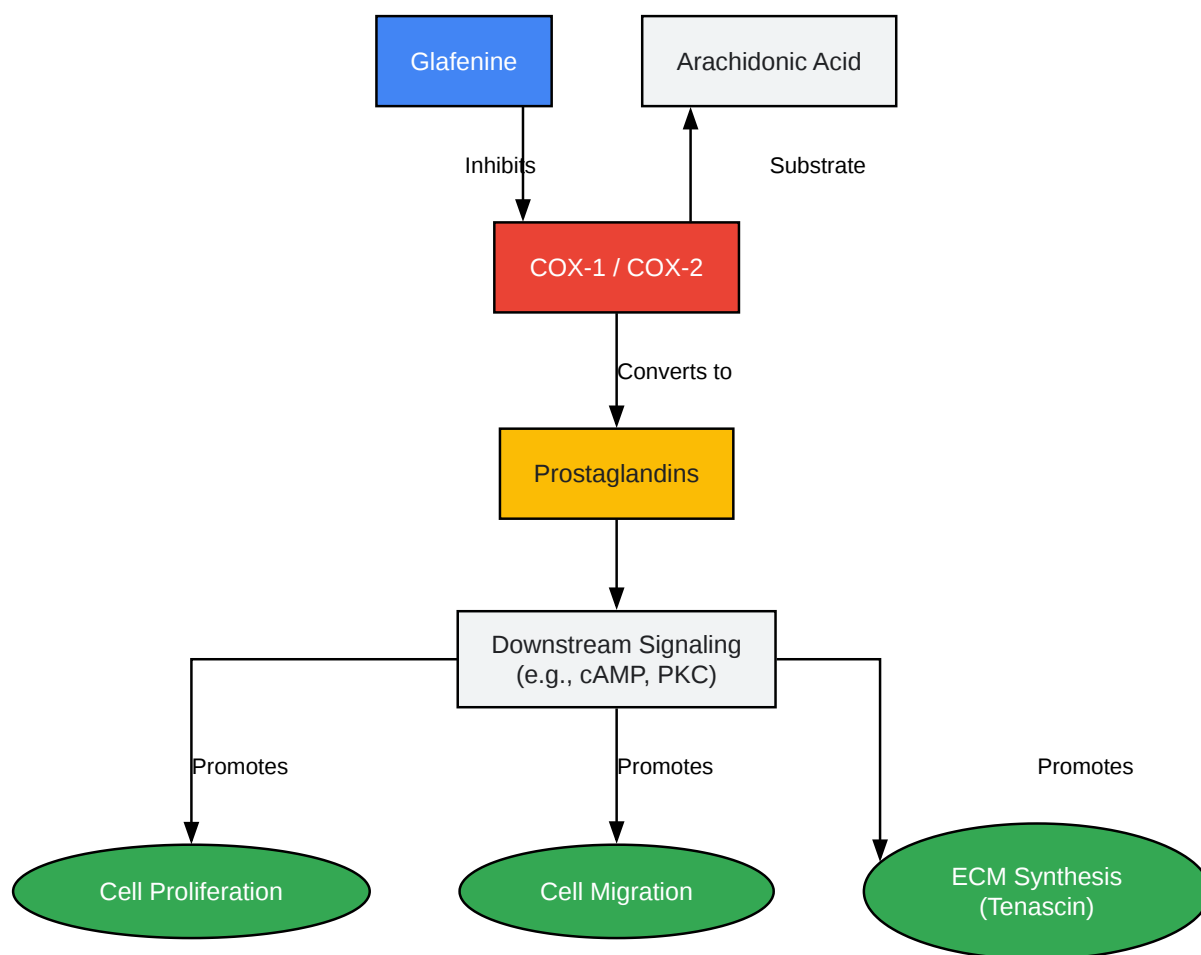 Glafenine
Arachidonic Acid
Inhibits
Substrate
COX-1 / COX-2
Converts to
Prostaglandins
Downstream Signaling
(e.g., cAMP, PKC)
Promotes
Promotes
Promotes
Cell Proliferation
Cell Migration
ECM Synthesis
(Tenascin)